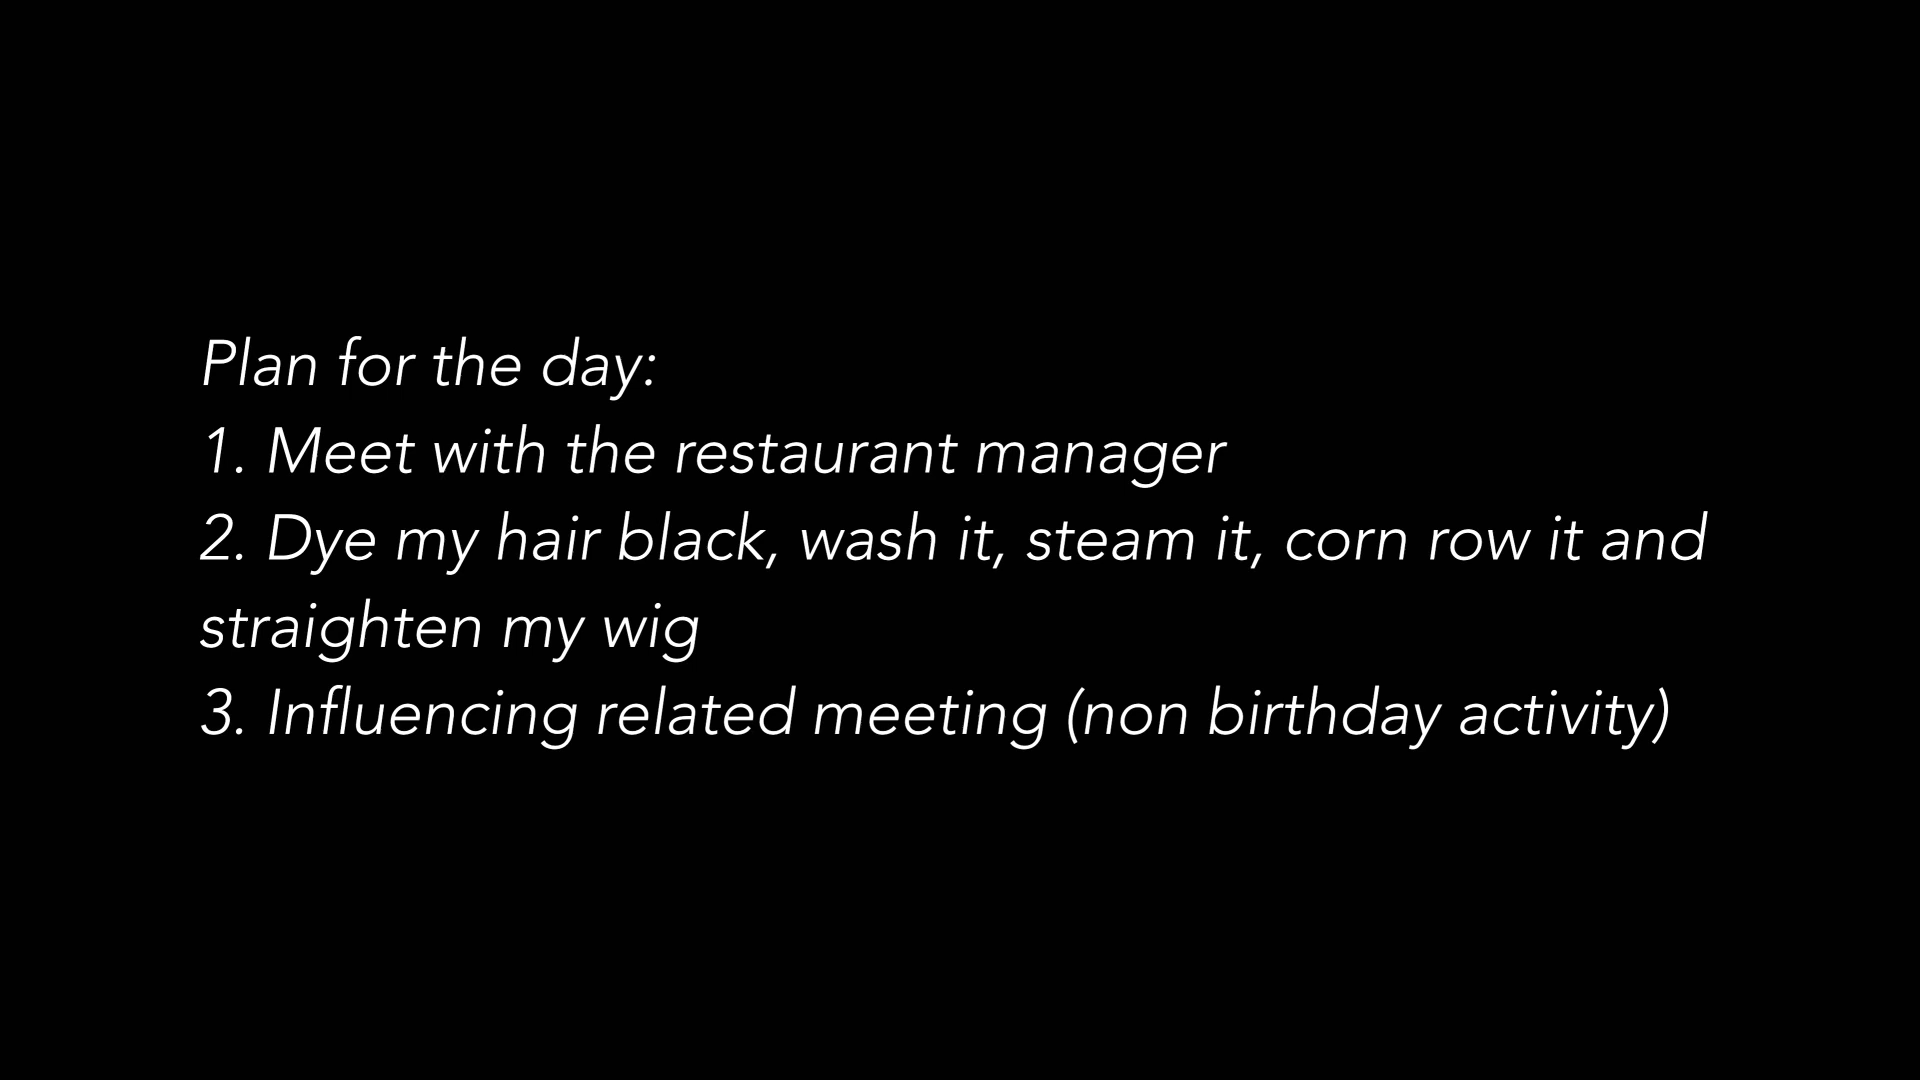 Plan for the day:
1. Meet with the restaurant manager
2. Dye my hair black, wash it, steam it, corn row it and
straighten my wig
3. Influencing related meeting (non birthday activity)